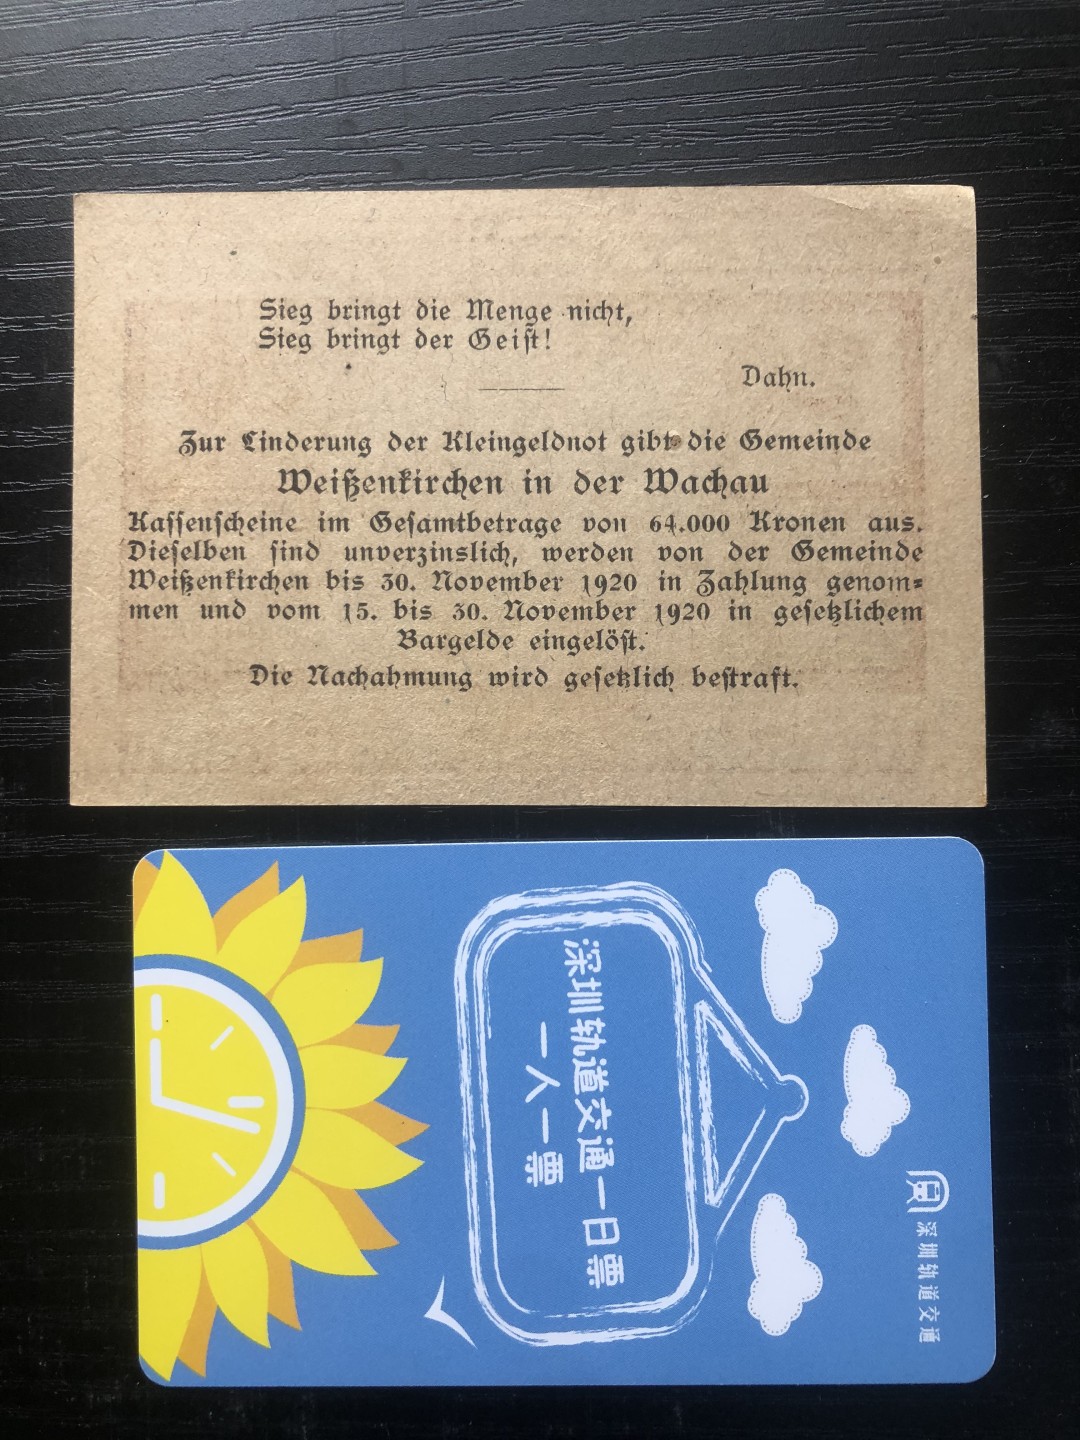 Sieg bringt die Menge nicht,
Sieg bringt der Geist!
Dahn.
Zur Linderung der Kleingeldnot gibt die Gemeinde
Weißenkirchen in der Wachau
Kassenscheine im Gesamtbetrage von 64.000 Kronen aus.
Dieselben sind unverzinslich, werden von der Gemeinde
Weißenkirchen bis 30. November 1920 in Zahlung genom-
men und vom 15. bis 30. November 1920 in gesetzlichem
Bargelde eingelöst.
Die Nachahmung wird gesetzlich bestraft.
深圳轨道交通
深圳轨道交通一日票
一人一票